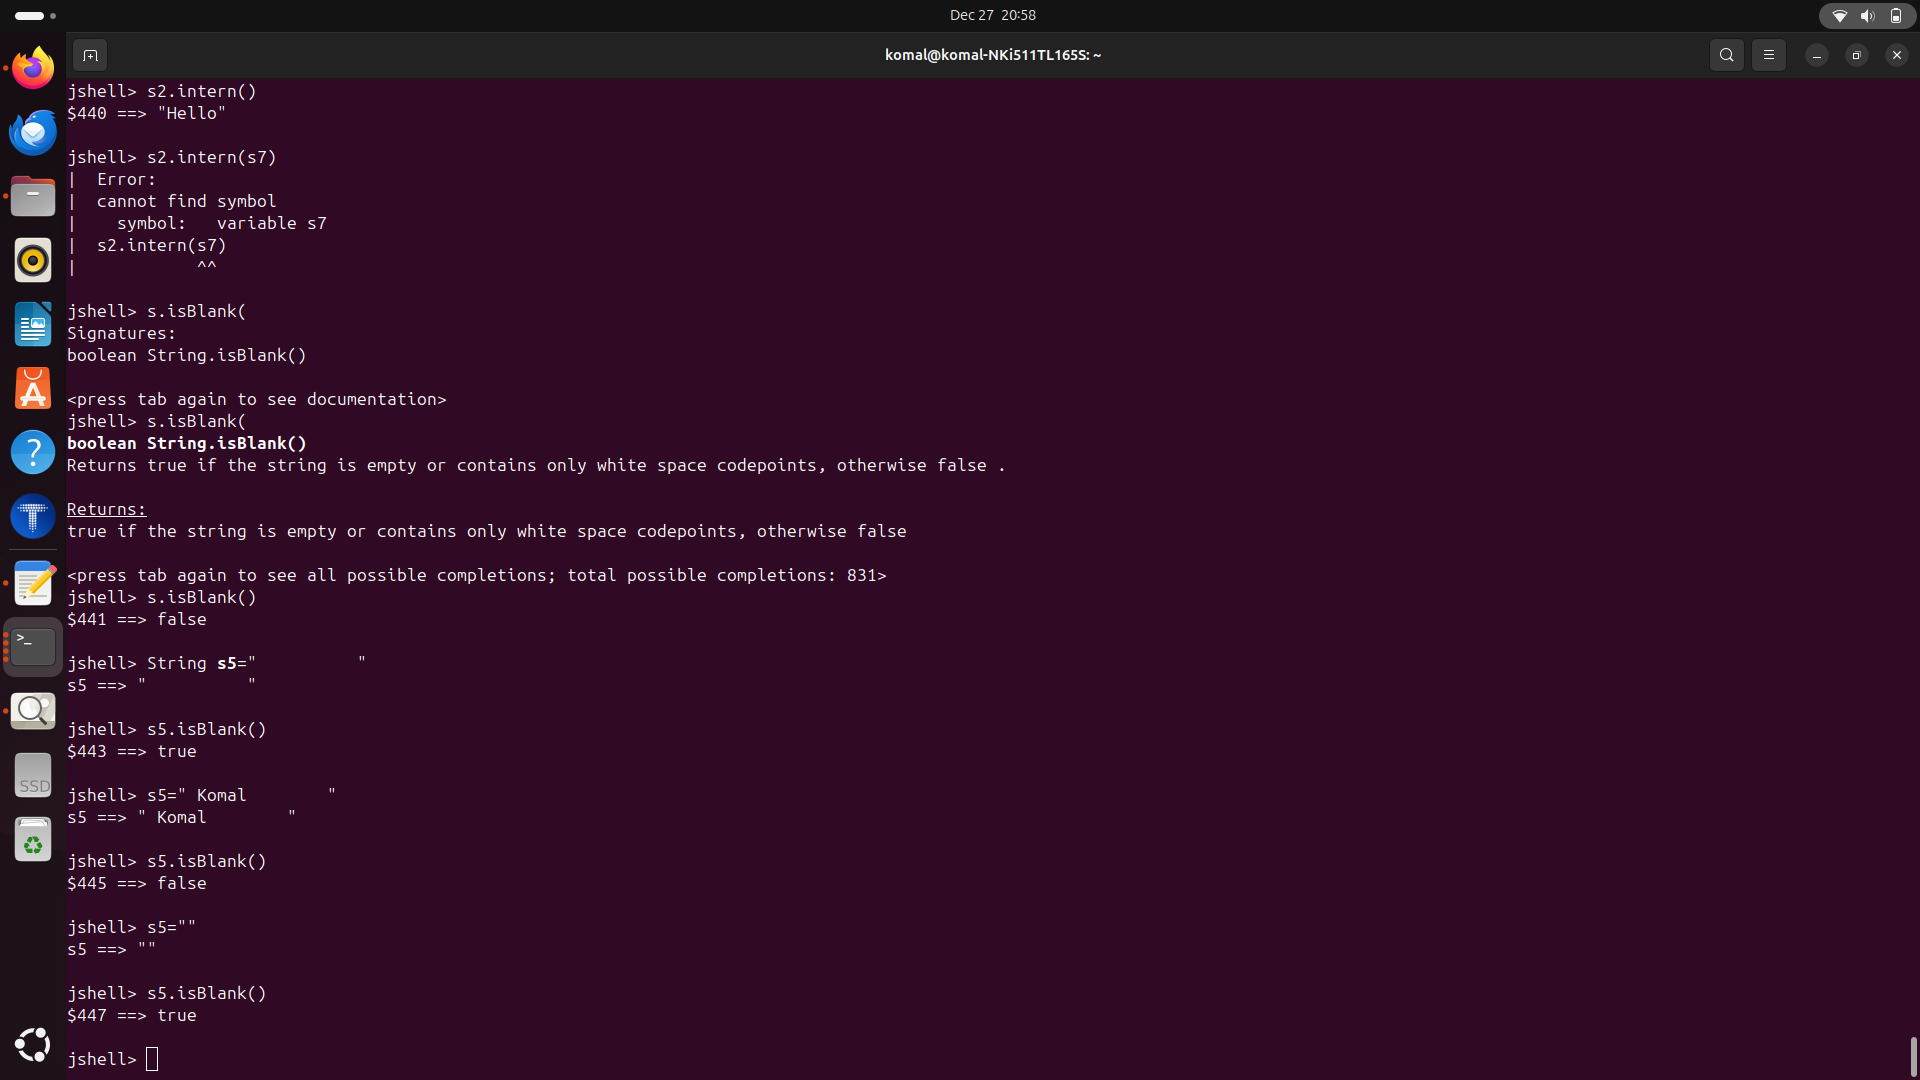 Dec 27 20:58
komal@komal-NKi511TL165S: ~
jshell> s2.intern()
$440 ==> "Hello"
jshell> s2.intern(s7)
|  Error:
|  cannot find symbol
|    symbol:   variable s7
|  s2.intern(s7)
|            ^^
jshell> s.isBlank(
Signatures:
boolean String.isBlank()
<press tab again to see documentation>
jshell> s.isBlank(
boolean String.isBlank()
Returns true if the string is empty or contains only white space codepoints, otherwise false .
Returns:
true if the string is empty or contains only white space codepoints, otherwise false
<press tab again to see all possible completions; total possible completions: 831>
jshell> s.isBlank()
$441 ==> false
jshell> String s5="          "
s5 ==> "          "
jshell> s5.isBlank()
$443 ==> true
jshell> s5=" Komal        "
s5 ==> " Komal        "
jshell> s5.isBlank()
$445 ==> false
jshell> s5=""
s5 ==> ""
jshell> s5.isBlank()
$447 ==> true
jshell>
SSD